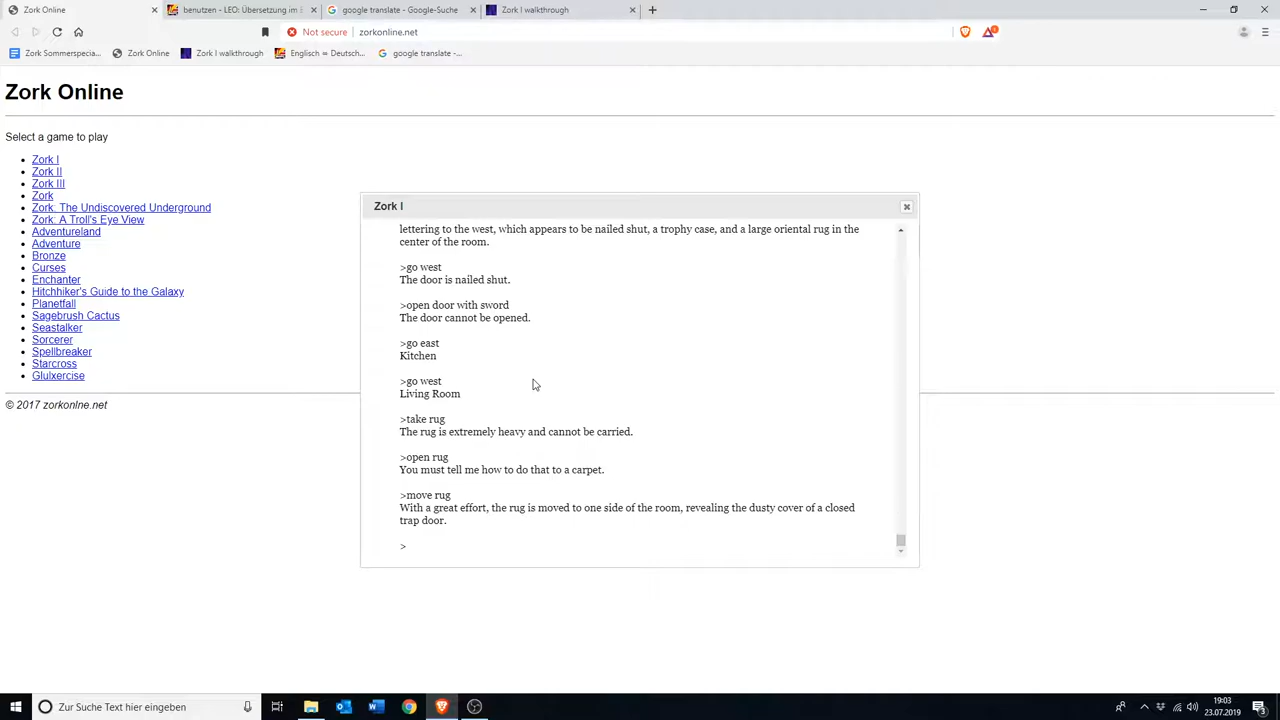 Zork Online
benutzen - LEO: Übersetzung im E
google translate - Google-Suche
Zork I walkthrough
Not secure
zorkonline.net
Zork Sommerspecia...
Zork Online
Zork I walkthrough
Englisch ⇔ Deutsch...
google translate -...
Zork Online
Select a game to play
Zork I
Zork II
Zork III
Zork
Zork: The Undiscovered Underground
Zork: A Troll's Eye View
Adventureland
Adventure
Bronze
Curses
Enchanter
Hitchhiker's Guide to the Galaxy
Planetfall
Sagebrush Cactus
Seastalker
Sorcerer
Spellbreaker
Starcross
Glulxercise
© 2017 zorkonlne.net
Zork I
lettering to the west, which appears to be nailed shut, a trophy case, and a large oriental rug in the
center of the room.
>go west
The door is nailed shut.
>open door with sword
The door cannot be opened.
>go east
Kitchen
>go west
Living Room
>take rug
The rug is extremely heavy and cannot be carried.
>open rug
You must tell me how to do that to a carpet.
>move rug
With a great effort, the rug is moved to one side of the room, revealing the dusty cover of a closed
trap door.
>
Zur Suche Text hier eingeben
19:03
23.07.2019